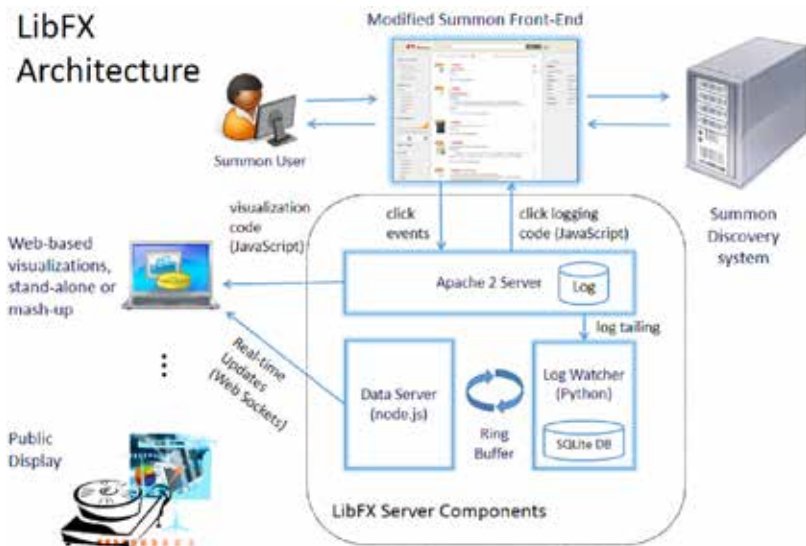 LibFX
Architecture
Modified Summon Front-End
Summon User
Summon
Discovery
system
visualization
code
(JavaScript)
click
events
click logging
code (JavaScript)
Web-based
visualizations,
stand-alone or
mash-up
Apache 2 Server
Log
log tailing
Real-time
Updates
(Web Sockets)
Data Server
(node.js)
Ring
Buffer
Log Watcher
(Python)
SQLite DB
Public
Display
LibFX Server Components